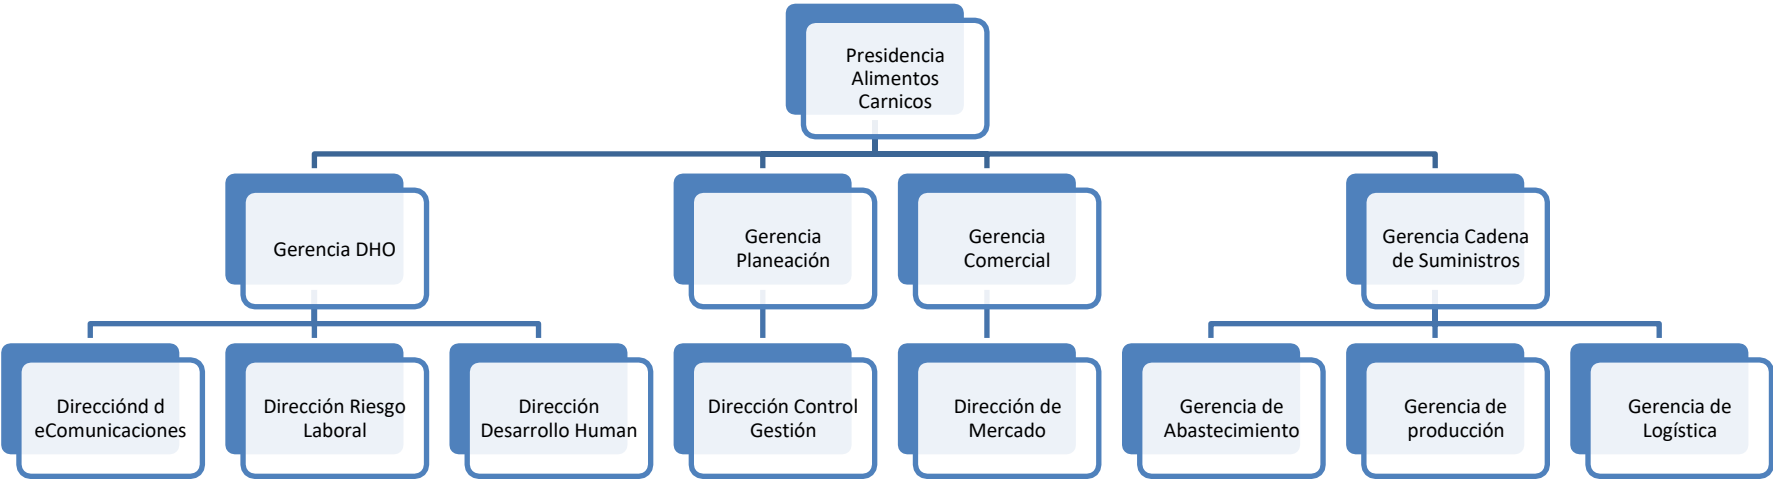 Presidencia
Alimentos
Carnicos
Gerencia DHO
Gerencia
Planeación
Gerencia
Comercial
Gerencia Cadena
de Suministros
Direcciónd d
eComunicaciones
Dirección Riesgo
Laboral
Dirección
Desarrollo Human
Dirección Control
Gestión
Dirección de
Mercado
Gerencia de
Abastecimiento
Gerencia de
producción
Gerencia de
Logística